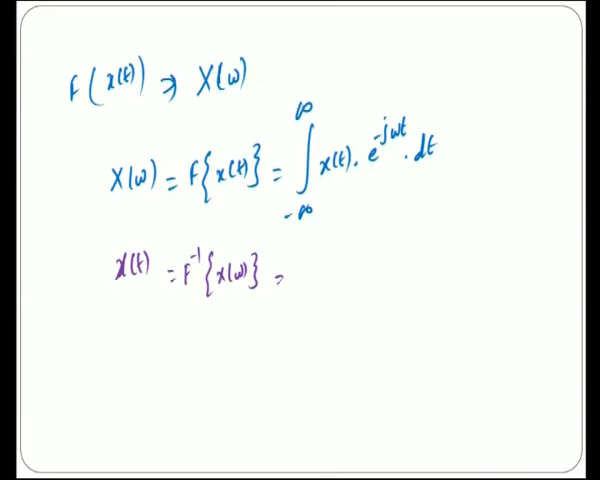 F(x(t)) ⇒ X(ω)
X(ω) = F{x(t)} = ∫_{-∞}^{∞} x(t). e^{-jωt} . dt
x(t) = F^{-1}{x(ω)} =